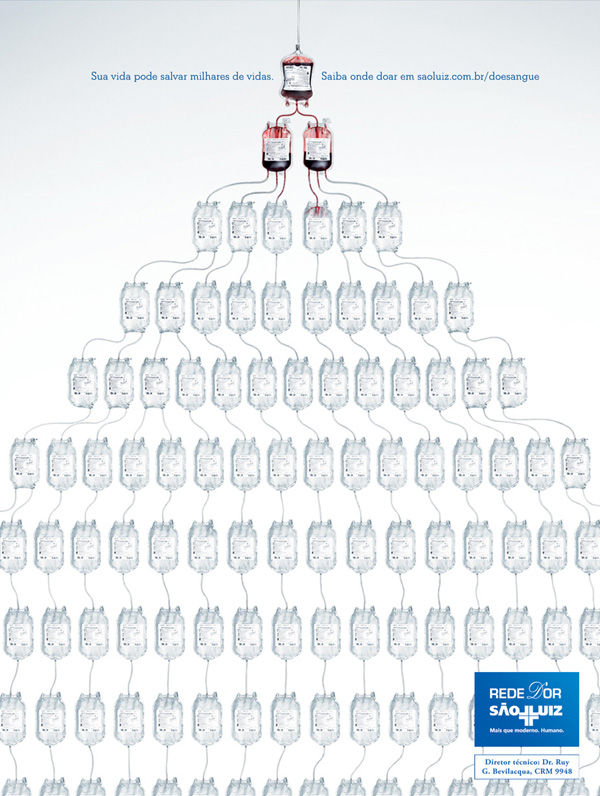 Sua vida pode salvar milhares de vidas. Saiba onde doar em saoluiz.com.br/doesangue
REDE D'OR
SÃO LUIZ
Mais que moderno. Humano.
Diretor técnico: Dr. Ruy
G. Bevilacqua, CRM 9948